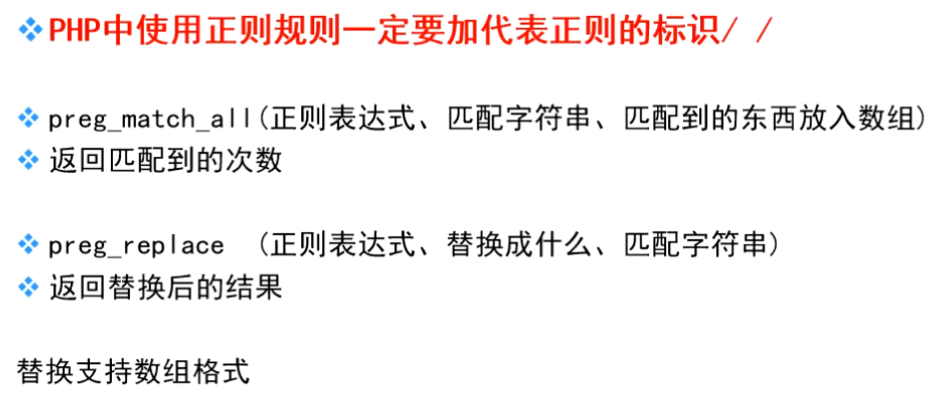 ❖PHP中使用正则规则一定要加代表正则的标识/ /
❖ preg_match_all(正则表达式、匹配字符串、匹配到的东西放入数组)
❖ 返回匹配到的次数
❖ preg_replace （正则表达式、替换成什么、匹配字符串)
❖ 返回替换后的结果
替换支持数组格式